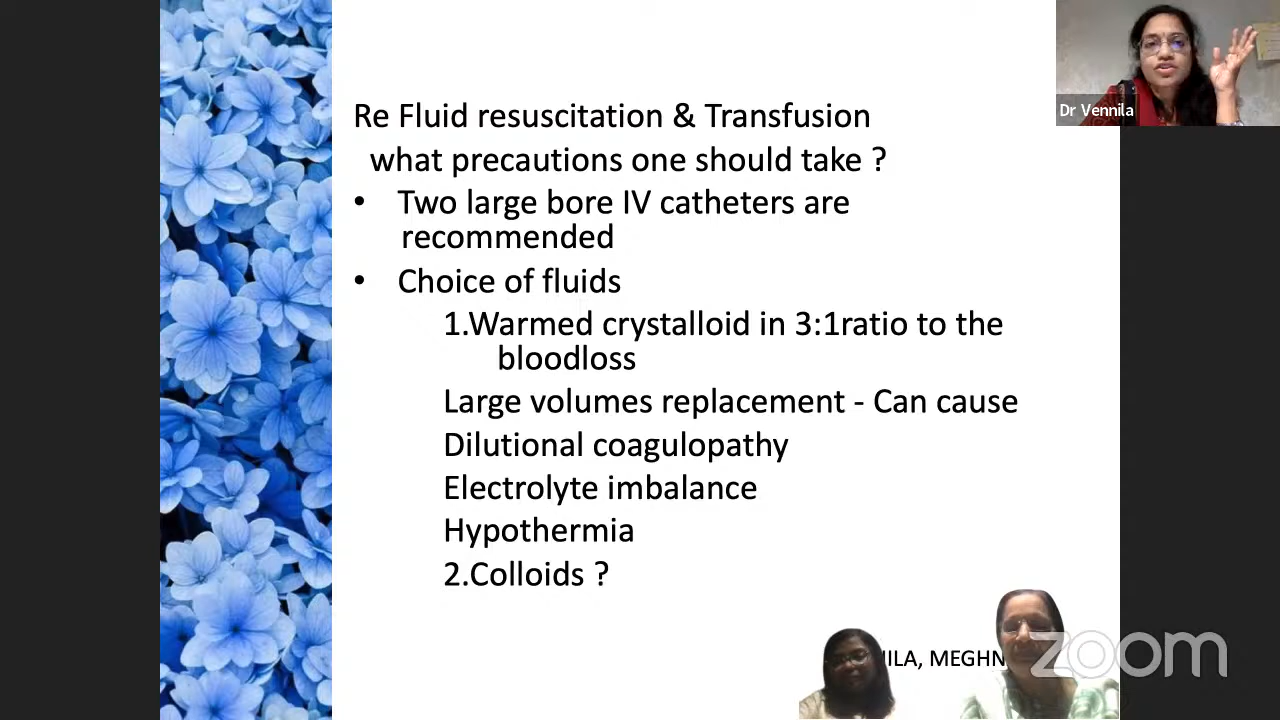 Dr Vennila
Re Fluid resuscitation & Transfusion
what precautions one should take ?
• Two large bore IV catheters are
recommended
• Choice of fluids
1.Warmed crystalloid in 3:1ratio to the
bloodloss
Large volumes replacement - Can cause
Dilutional coagulopathy
Electrolyte imbalance
Hypothermia
2.Colloids ?
zoom